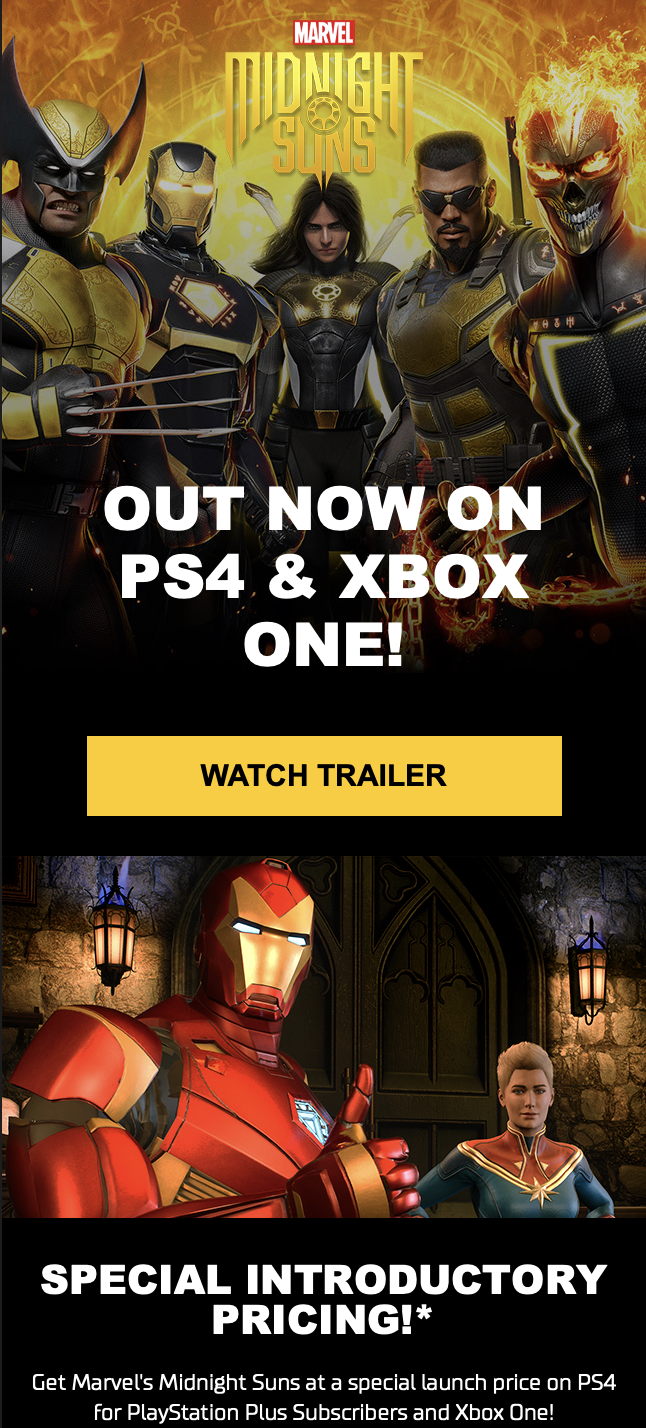 MARVEL
MIDNIGHT
SUNS
OUT NOW ON
PS4 & XBOX
ONE!
WATCH TRAILER
SPECIAL INTRODUCTORY
PRICING!*
Get Marvel's Midnight Suns at a special launch price on PS4
for PlayStation Plus Subscribers and Xbox One!